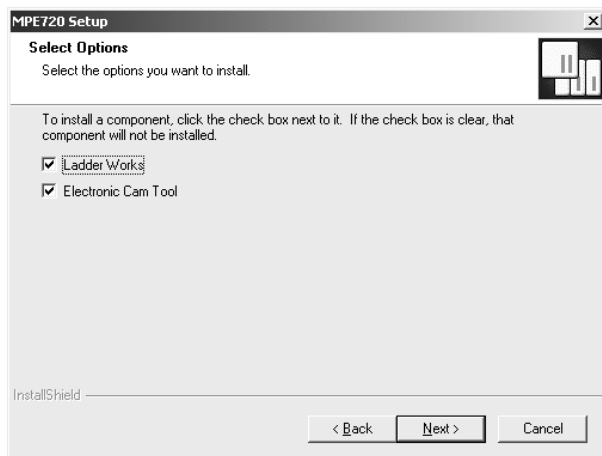 MPE720 Setup
Select Options
Select the options you want to install.
To install a component, click the check box next to it. If the check box is clear, that
component will not be installed.
Ladder Works
Electronic Cam Tool
InstallShield
< Back
Next >
Cancel